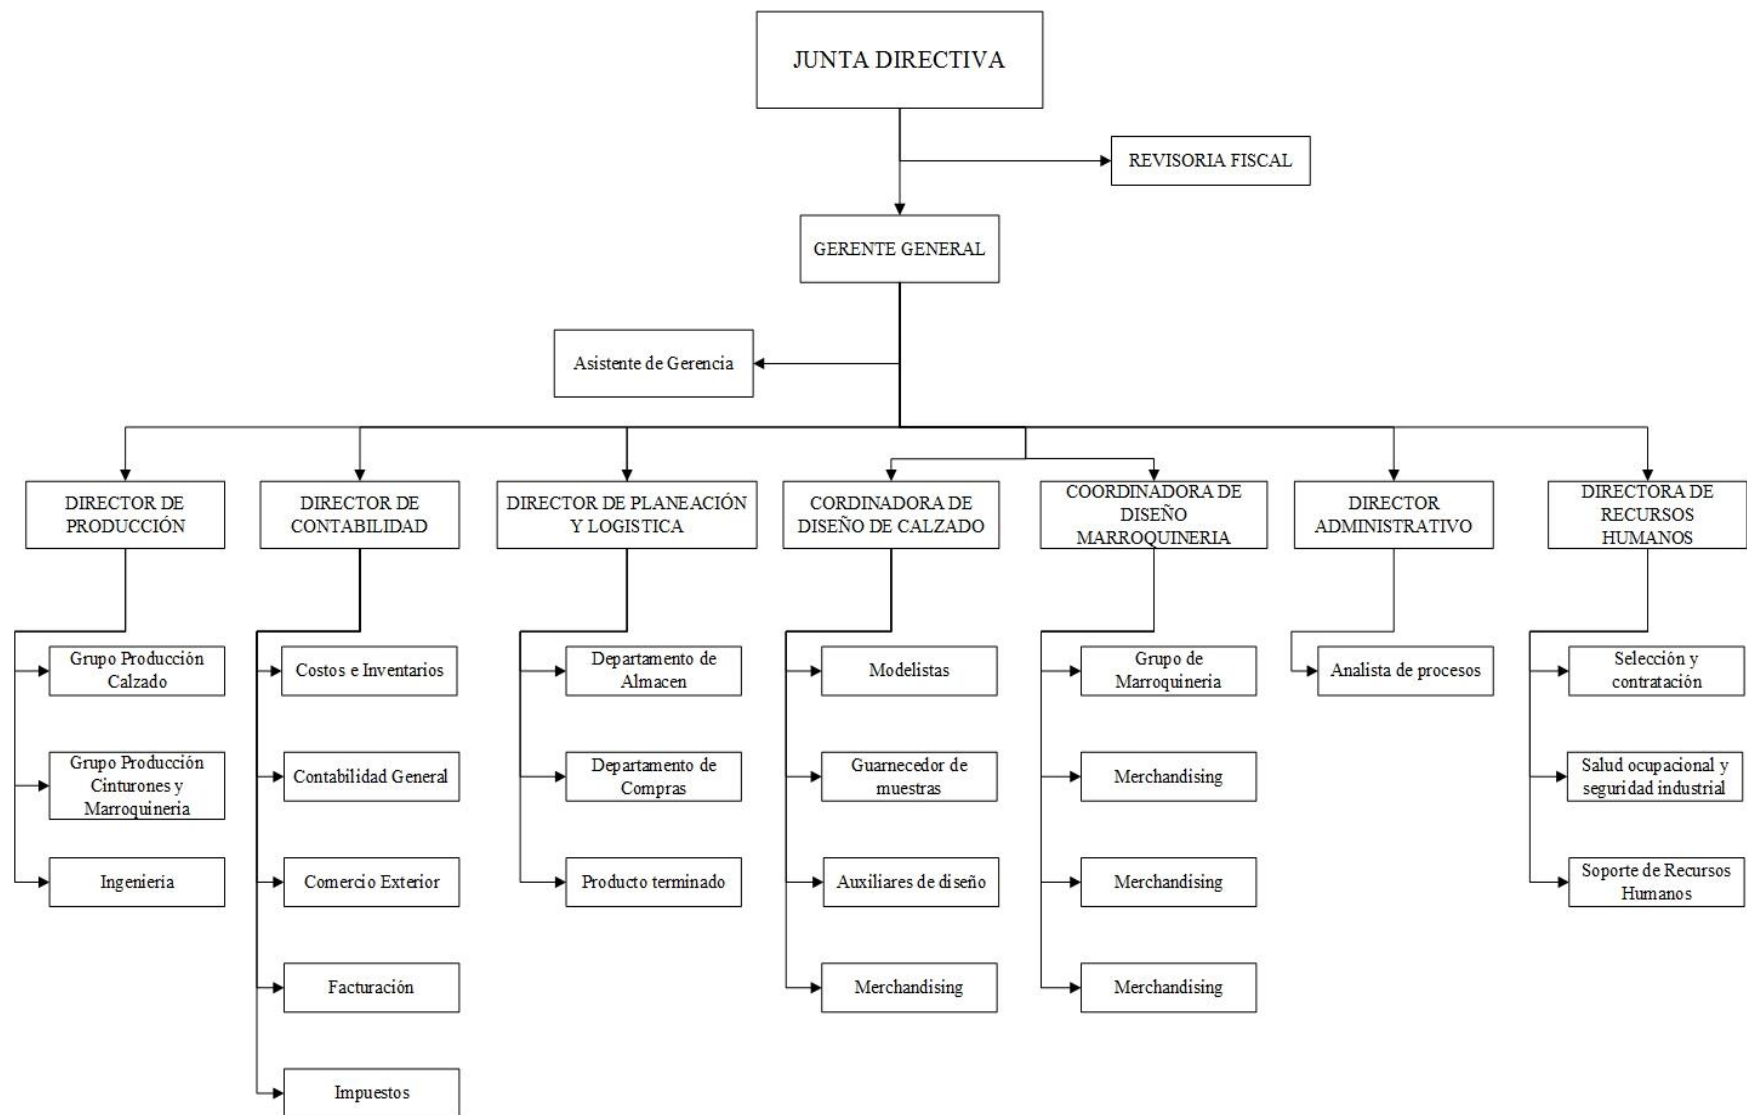 JUNTA DIRECTIVA
REVISORIA FISCAL
GERENTE GENERAL
Asistente de Gerencia
DIRECTOR DE
PRODUCCIÓN
DIRECTOR DE
CONTABILIDAD
DIRECTOR DE PLANEACIÓN
Y LOGISTICA
CORDINADORA DE
DISEÑO DE CALZADO
COORDINADORA DE
DISEÑO
MARROQUINERIA
DIRECTOR
ADMINISTRATIVO
DIRECTORA DE
RECURSOS
HUMANOS
Grupo Producción
Calzado
Costos e Inventarios
Departamento de
Almacen
Modelistas
Grupo de
Marroquineria
Analista de procesos
Selección y
contratación
Grupo Producción
Cinturones y
Marroquineria
Contabilidad General
Departamento de
Compras
Guarnecedor de
muestras
Merchandising
Salud ocupacional y
seguridad industrial
Ingenieria
Comercio Exterior
Producto terminado
Auxiliares de diseño
Merchandising
Soporte de Recursos
Humanos
Facturación
Merchandising
Merchandising
Impuestos